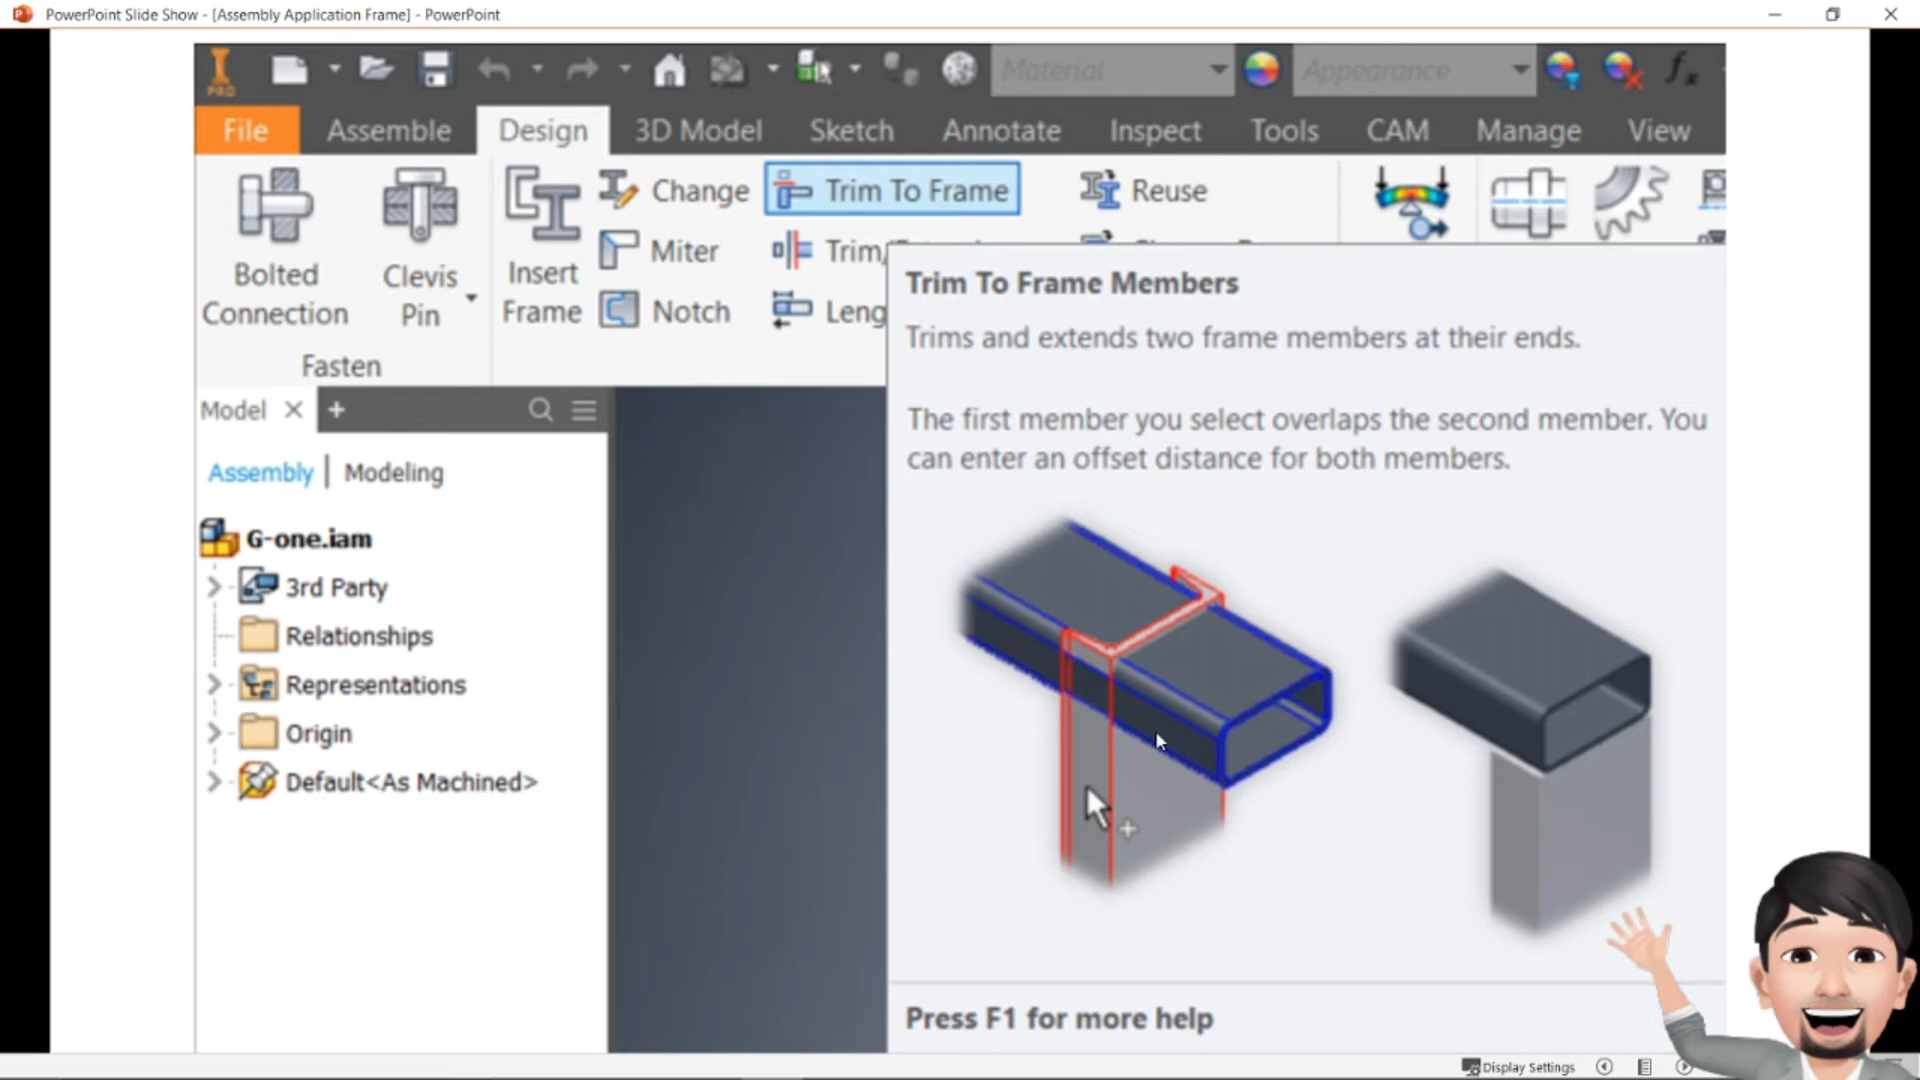 PowerPoint Slide Show - [Assembly Application Frame] - PowerPoint
PRO
Material
Appearance
fx
File
Assemble
Design
3D Model
Sketch
Annotate
Inspect
Tools
CAM
Manage
View
Bolted Connection
Clevis Pin
Fasten
Insert Frame
Change
Miter
Notch
Trim To Frame
Trim/
Leng
Reuse
Trim To Frame Members
Trims and extends two frame members at their ends.
The first member you select overlaps the second member. You
can enter an offset distance for both members.
Press F1 for more help
Model
Assembly | Modeling
G-one.iam
3rd Party
Relationships
Representations
Origin
Default<As Machined>
Display Settings